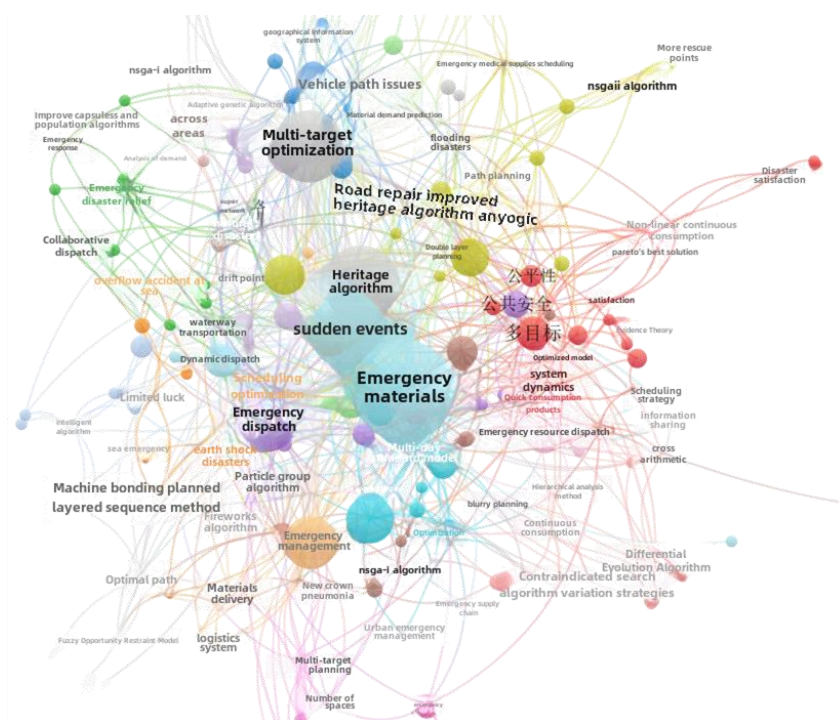 geographical information
system
More rescue
points
Emergency medical supplies scheduling
nsga-i algorithm
Vehicle path issues
nsgaii algorithm
Adaptive genetic algorithm
Material demand prediction
Improve capsuless and
population algorithms
across
areas
Multi-target
optimization
flooding
disasters
Emergency
response
Analysis of demand
Path planning
Disaster
satisfaction
Emergency
disaster relief
Road repair improved
heritage algorithm anyogic
super
Non-linear continuous
consumption
Collaborative
dispatch
Double layer
planning
pareto's best solution
drift point
Heritage
algorithm
公平性
overflow accident at
sea
公共安全
satisfaction
waterway
transportation
sudden events
多目标
Evidence Theory
Dynamic dispatch
Optimized model
Emergency
materials
system
dynamics
Scheduling
optimization
Limited luck
Quick consumption
products
Scheduling
strategy
Emergency
dispatch
information
sharing
intelligent
algorithm
Emergency resource dispatch
sea emergency
earth shock
disasters
Multi-day
cross
arithmetic
Particle group
algorithm
Machine bonding planned
layered sequence method
Hierarchical analysis
method
blurry planning
Fireworks
algorithm
Continuous
consumption
Emergency
management
Optimization
Differential
Evolution Algorithm
nsga-i algorithm
Contraindicated search
algorithm variation strategies
Optimal path
Materials
delivery
New crown
pneumonia
Emergency supply
chain
Urban emergency
management
Fuzzy Opportunity Restraint Model
logistics
system
Multi-target
planning
Number of
spaces